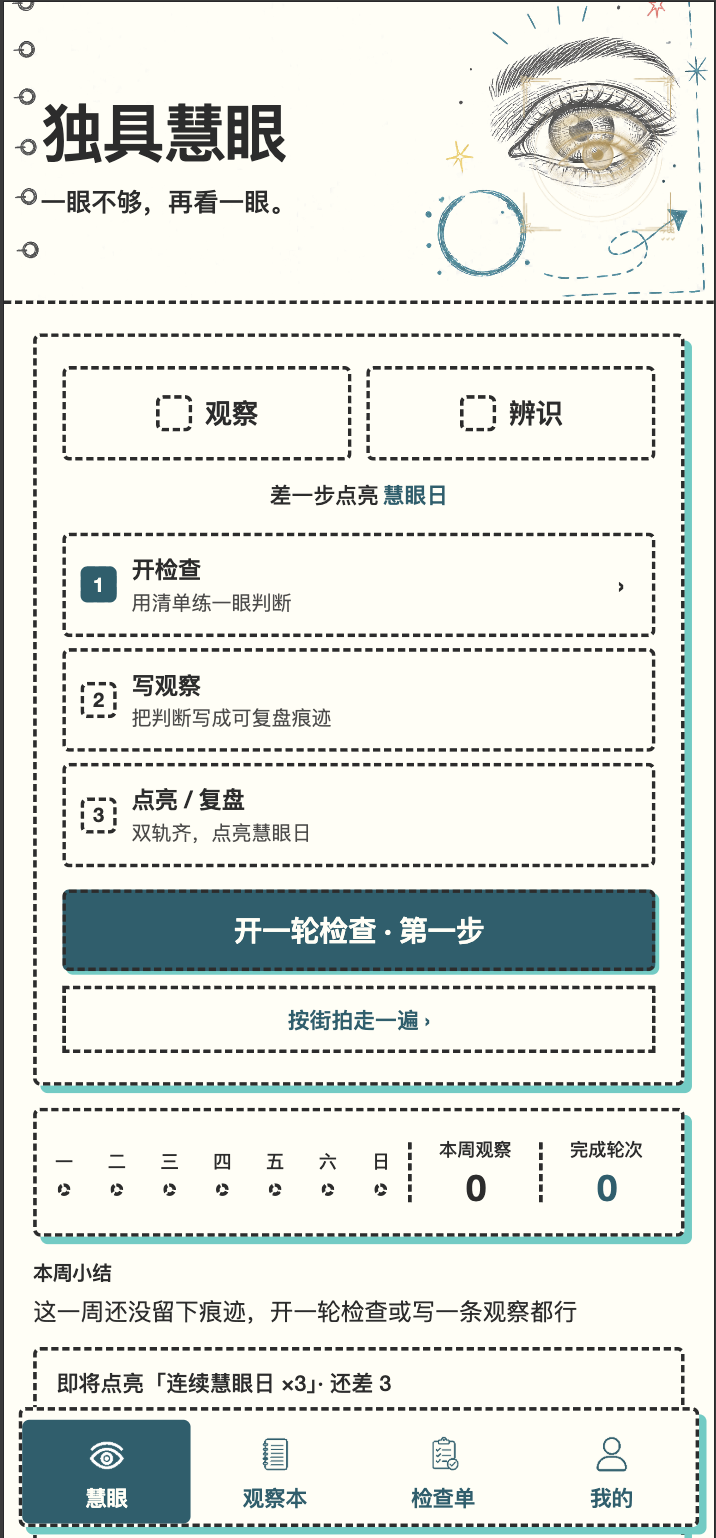 独具慧眼
一眼不够，再看一眼。
观察
辨识
差一步点亮 慧眼日
1
开检查
用清单练一眼判断
›
2
写观察
把判断写成可复盘痕迹
3
点亮 / 复盘
双轨齐，点亮慧眼日
开一轮检查 · 第一步
按街拍走一遍 ›
一 二 三 四 五 六 日
本周观察
0
完成轮次
0
本周小结
这一周还没留下痕迹，开一轮检查或写一条观察都行
即将点亮「连续慧眼日 ×3」· 还差 3
慧眼
观察本
检查单
我的